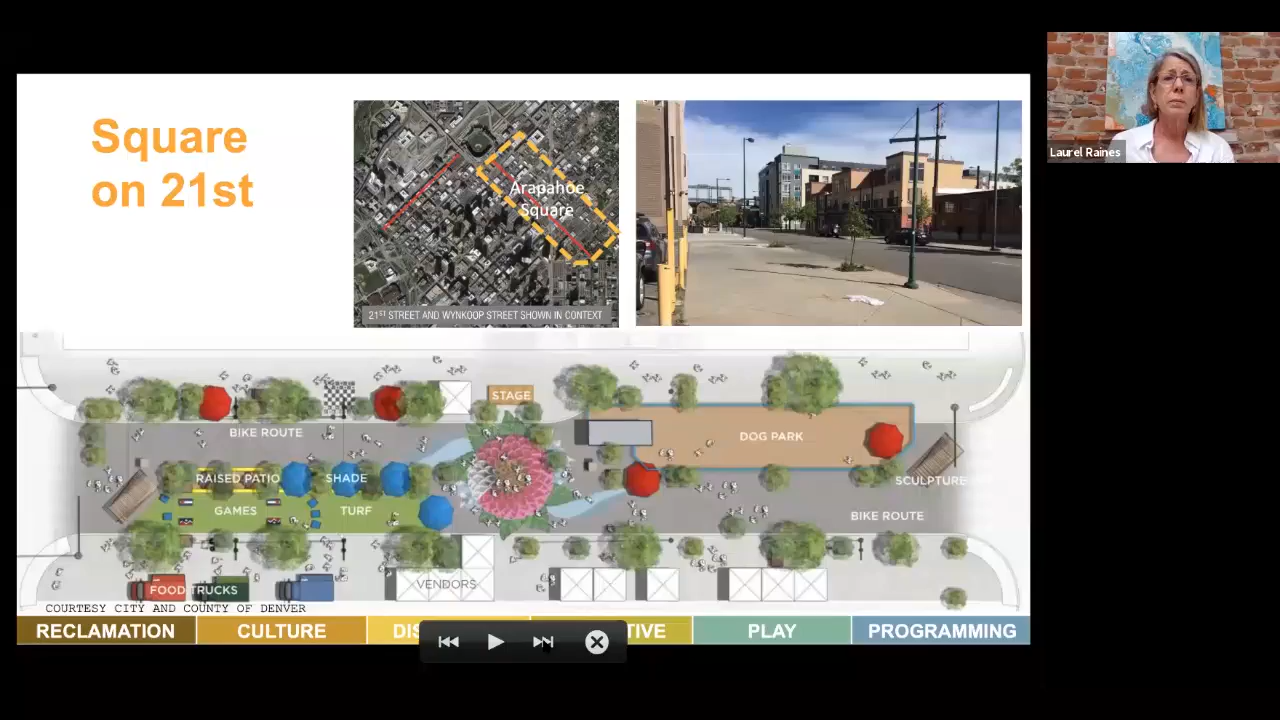 Square
on 21st
Arapahoe
Square
21ST STREET AND WYNKOOP STREET SHOWN IN CONTEXT
Laurel Raines
STAGE
BIKE ROUTE
DOG PARK
RAISED PATIO
SHADE
SCULPTURE
GAMES
TURF
BIKE ROUTE
VENDORS
FOOD TRUCKS
COURTESY CITY AND COUNTY OF DENVER
RECLAMATION
CULTURE
PLAY
PROGRAMMING